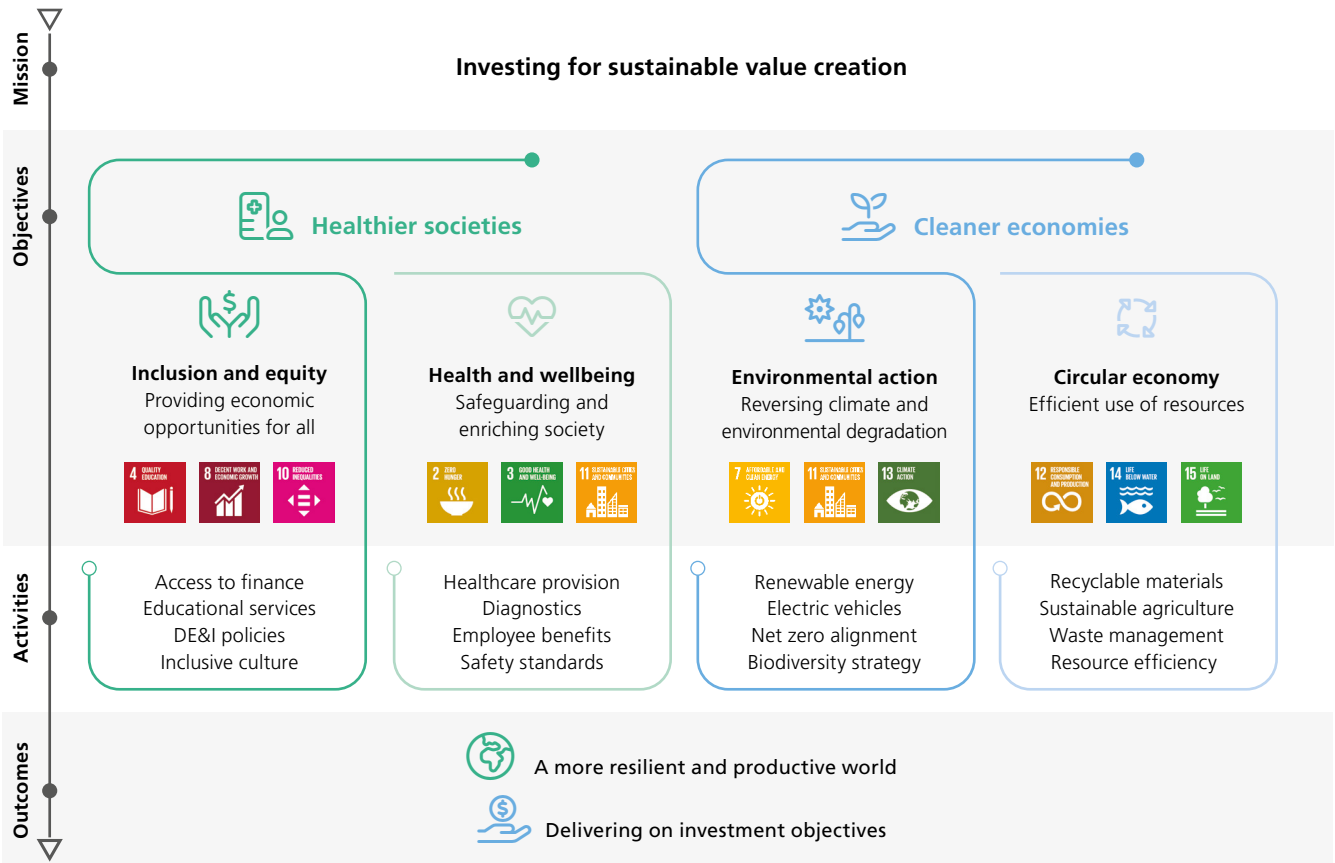 Mission
Investing for sustainable value creation
Objectives
Healthier societies
Cleaner economies
$
Inclusion and equity
Providing economic
opportunities for all
4 QUALITY
EDUCATION
8 DECENT WORK AND
ECONOMIC GROWTH
10 REDUCED
INEQUALITIES
Health and wellbeing
Safeguarding and
enriching society
2 ZERO
HUNGER
3 GOOD HEALTH
AND WELL-BEING
11 SUSTAINABLE CITIES
AND COMMUNITIES
Environmental action
Reversing climate and
environmental degradation
7 AFFORDABLE AND
CLEAN ENERGY
11 SUSTAINABLE CITIES
AND COMMUNITIES
13 CLIMATE
ACTION
Circular economy
Efficient use of resources
12 RESPONSIBLE
CONSUMPTION
AND PRODUCTION
14 LIFE
BELOW WATER
15 LIFE
ON LAND
Activities
Access to finance
Educational services
DE&I policies
Inclusive culture
Healthcare provision
Diagnostics
Employee benefits
Safety standards
Renewable energy
Electric vehicles
Net zero alignment
Biodiversity strategy
Recyclable materials
Sustainable agriculture
Waste management
Resource efficiency
Outcomes
A more resilient and productive world
$
Delivering on investment objectives